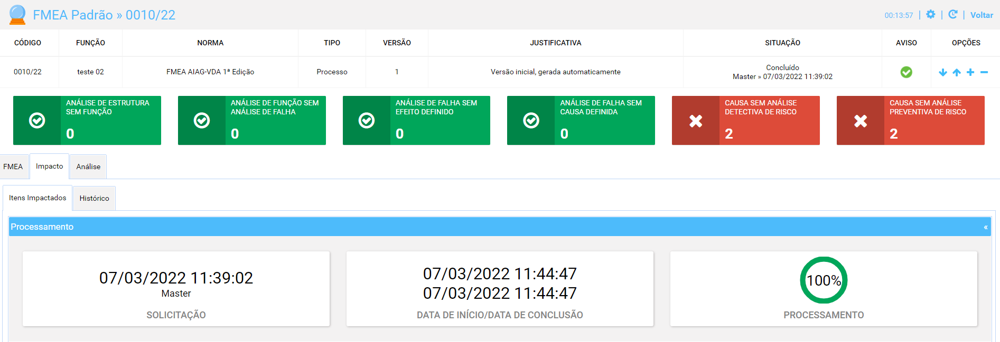 FMEA Padrão » 0010/22
00:13:57 | | | Voltar
CÓDIGO FUNÇÃO NORMA TIPO VERSÃO JUSTIFICATIVA SITUAÇÃO AVISO OPÇÕES
0010/22 teste 02 FMEA AIAG-VDA 1ª Edição Processo 1 Versão inicial, gerada automaticamente
Concluído
Master » 07/03/2022 11:39:02
ANÁLISE DE ESTRUTURA
SEM FUNÇÃO
0
ANÁLISE DE FUNÇÃO SEM
ANÁLISE DE FALHA
0
ANÁLISE DE FALHA SEM
EFEITO DEFINIDO
0
ANÁLISE DE FALHA SEM
CAUSA DEFINIDA
0
CAUSA SEM ANÁLISE
DETECTIVA DE RISCO
2
CAUSA SEM ANÁLISE
PREVENTIVA DE RISCO
2
FMEA Impacto Análise
Itens Impactados Histórico
Processamento «
07/03/2022 11:39:02
Master
SOLICITAÇÃO
07/03/2022 11:44:47
07/03/2022 11:44:47
DATA DE INÍCIO/DATA DE CONCLUSÃO
100%
PROCESSAMENTO